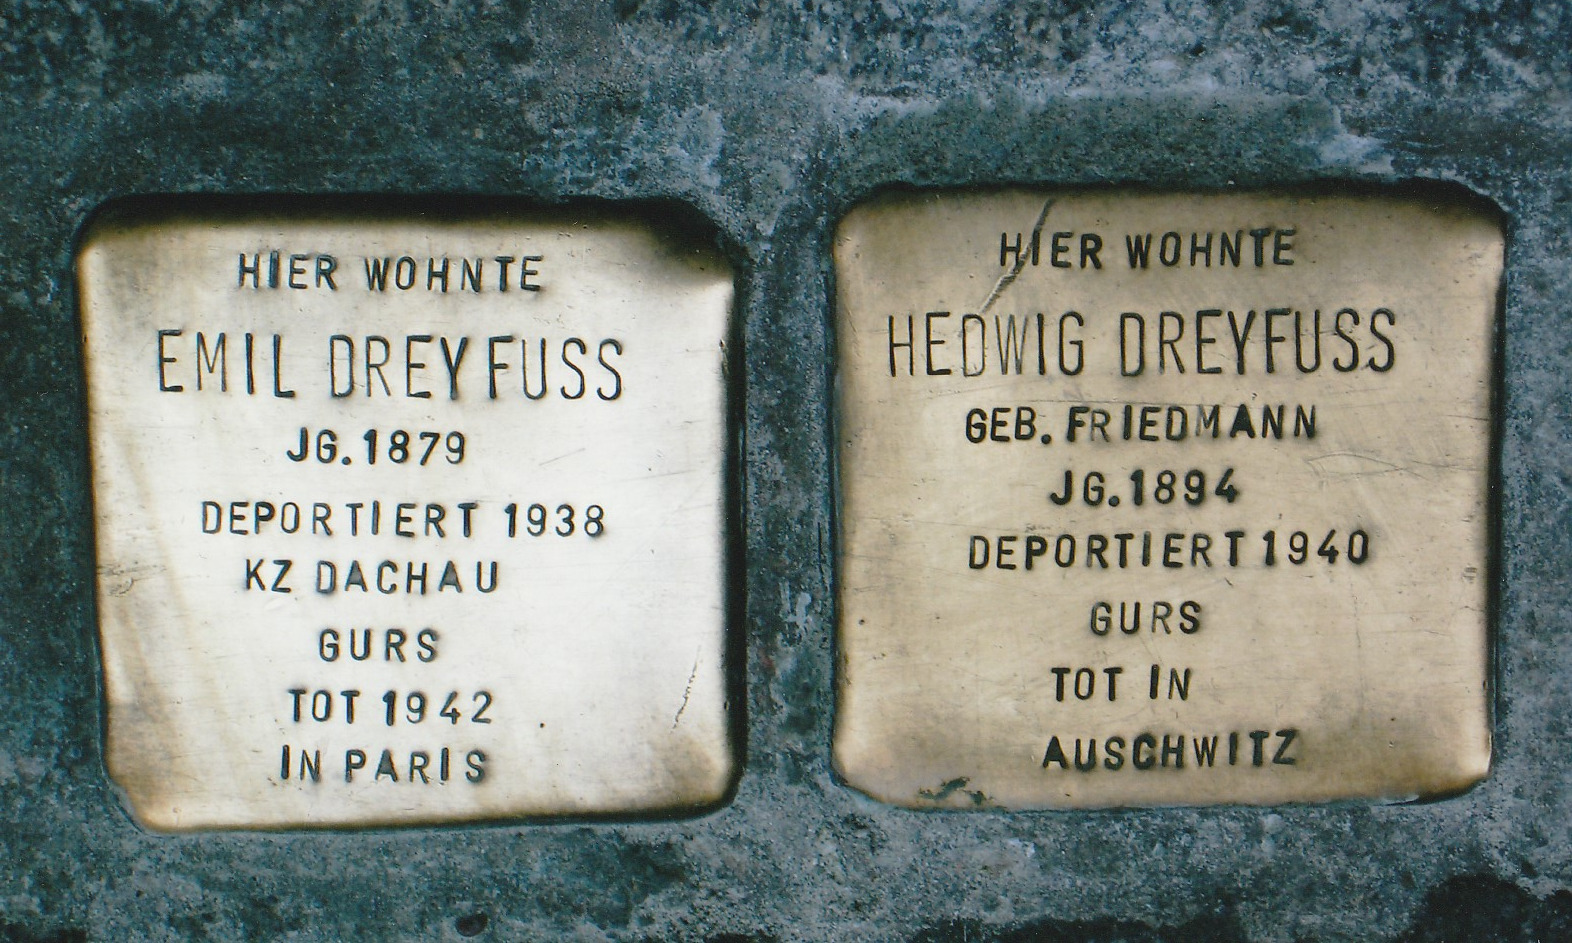 HIER WOHNTE
EMIL DREYFUSS
JG.1879
DEPORTIERT 1938
KZ DACHAU
GURS
TOT 1942
IN PARIS
HIER WOHNTE
HEDWIG DREYFUSS
GEB. FRIEDMANN
JG.1894
DEPORTIERT 1940
GURS
TOT IN
AUSCHWITZ